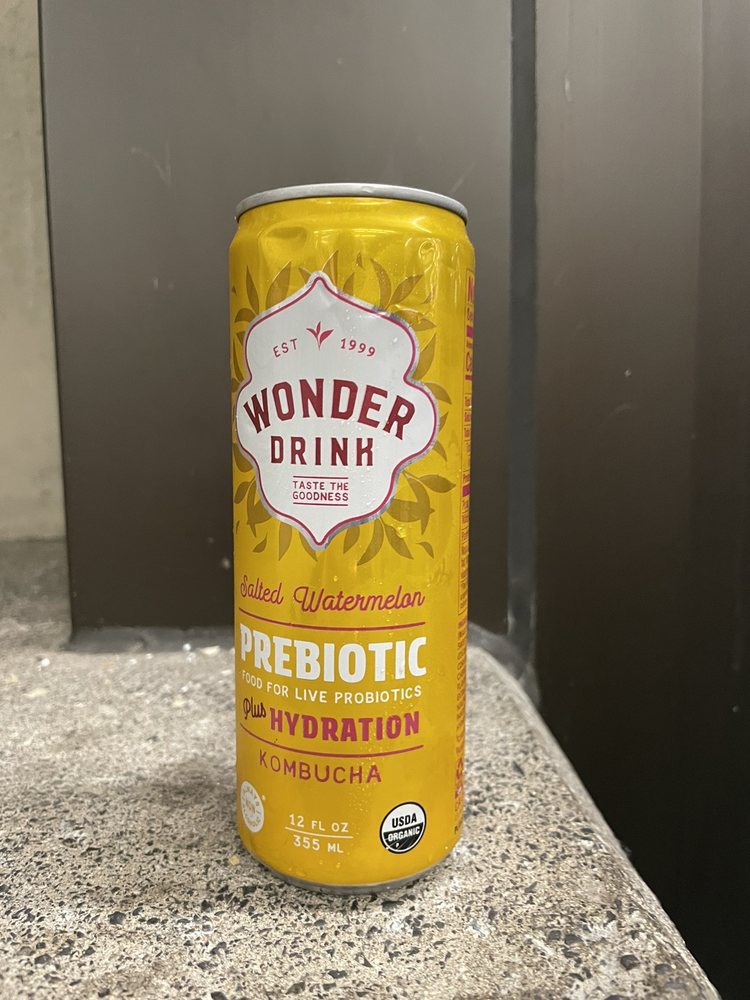 EST 1999
WONDER
DRINK
TASTE THE
GOODNESS
Salted Watermelon
PREBIOTIC
FOOD FOR LIVE PROBIOTICS
Plus HYDRATION
KOMBUCHA
12 FL OZ
355 ML
USDA
ORGANIC